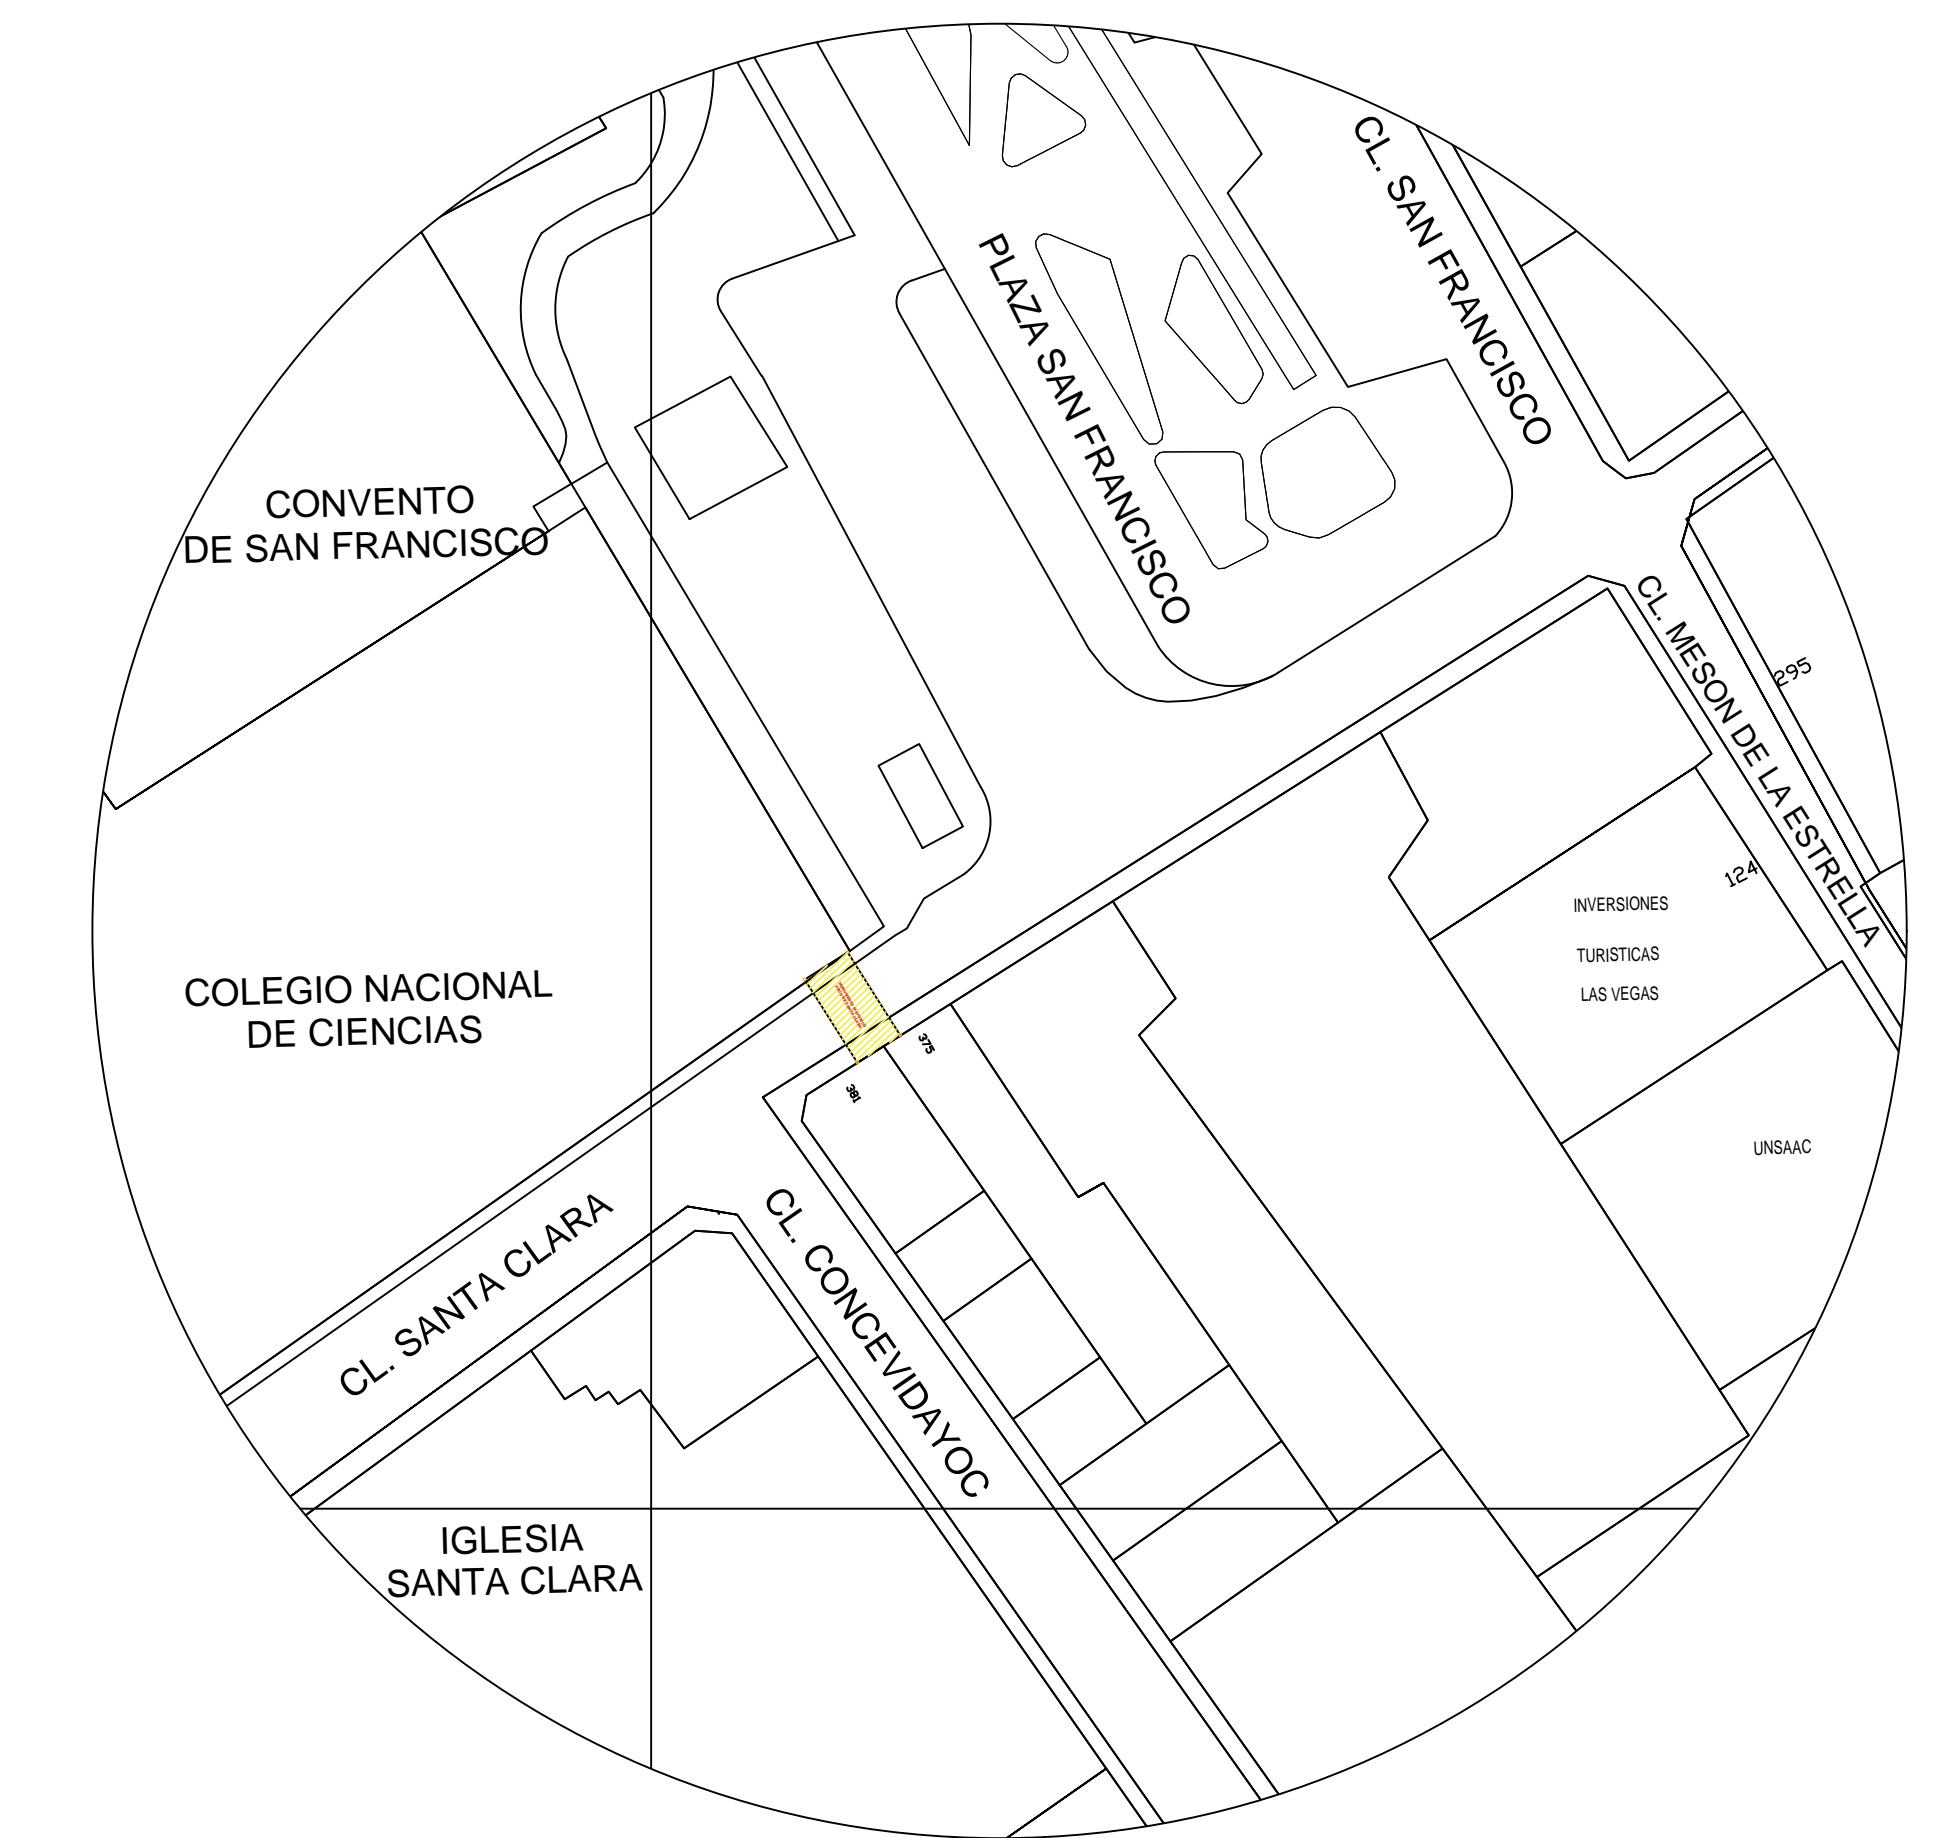 CL. SAN FRANCISCO
PLAZA SAN FRANCISCO
CONVENTO
DE SAN FRANCISCO
CL. MESON DE LA ESTRELLA
295
124
INVERSIONES
TURISTICAS
LAS VEGAS
COLEGIO NACIONAL
DE CIENCIAS
375
381
UNSAAC
CL. SANTA CLARA
CL. CONCEVIDAYOC
IGLESIA
SANTA CLARA